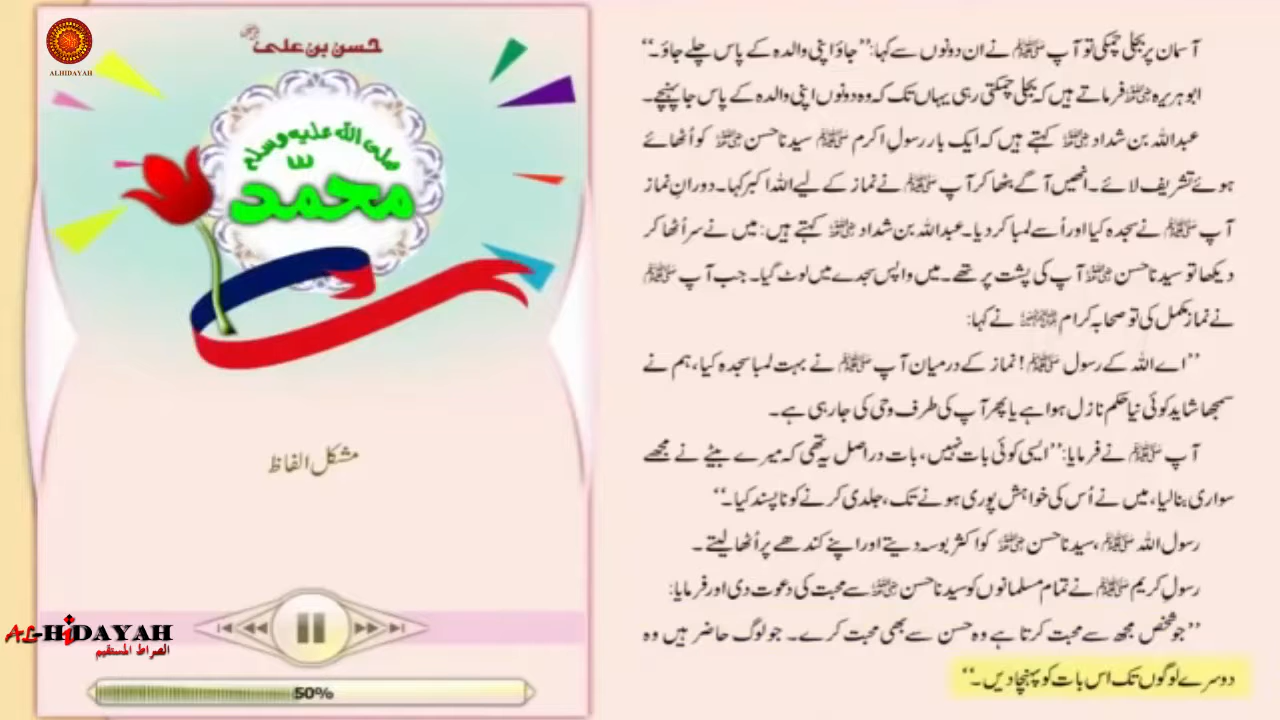 ALHIDAYAH
حسن بن علی
صلى الله عليه وسلم
محمّد
مشکل الفاظ
AL-HIDAYAH
الصراط المستقيم
50%
آسمان پر بجلی چمکی تو آپ ﷺ نے ان دونوں سے کہا: ’’جاؤ اپنی والدہ کے پاس چلے جاؤ۔‘‘
ابو ہریرہ رضی اللہ عنہ فرماتے ہیں کہ بجلی چمکتی رہی یہاں تک کہ وہ دونوں اپنی والدہ کے پاس جا پہنچے۔
عبداللہ بن شداد رضی اللہ عنہ کہتے ہیں کہ ایک بار رسولِ اکرم ﷺ سیدنا حسن رضی اللہ عنہ کو اُٹھائے
ہوئے تشریف لائے۔ انھیں آگے بٹھا کر آپ ﷺ نے نماز کے لیے اللہ اکبر کہا۔ دورانِ نماز
آپ ﷺ نے سجدہ کیا اور اُسے لمبا کر دیا۔ عبداللہ بن شداد رضی اللہ عنہ کہتے ہیں: میں نے سر اُٹھا کر
دیکھا تو سیدنا حسن رضی اللہ عنہ آپ کی پشت پر تھے۔ میں واپس سجدے میں لوٹ گیا۔ جب آپ ﷺ
نے نماز مکمل کی تو صحابہ کرام نے کہا:
’’اے اللہ کے رسول ﷺ! نماز کے درمیان آپ ﷺ نے بہت لمبا سجدہ کیا، ہم نے
سمجھا شاید کوئی نیا حکم نازل ہوا ہے یا پھر آپ کی طرف وحی کی جا رہی ہے۔
آپ ﷺ نے فرمایا: ’’ایسی کوئی بات نہیں، بات دراصل یہ تھی کہ میرے بیٹے نے مجھے
سواری بنا لیا، میں نے اُس کی خواہش پوری ہونے تک، جلدی کرنے کو ناپسند کیا۔‘‘
رسول اللہ ﷺ، سیدنا حسن رضی اللہ عنہ کو اکثر بوسہ دیتے اور اپنے کندھے پر اُٹھا لیتے۔
رسولِ کریم ﷺ نے تمام مسلمانوں کو سیدنا حسن رضی اللہ عنہ سے محبت کی دعوت دی اور فرمایا:
’’جو شخص مجھ سے محبت کرتا ہے وہ حسن سے بھی محبت کرے۔ جو لوگ حاضر ہیں وہ
دوسرے لوگوں تک اس بات کو پہنچا دیں۔‘‘